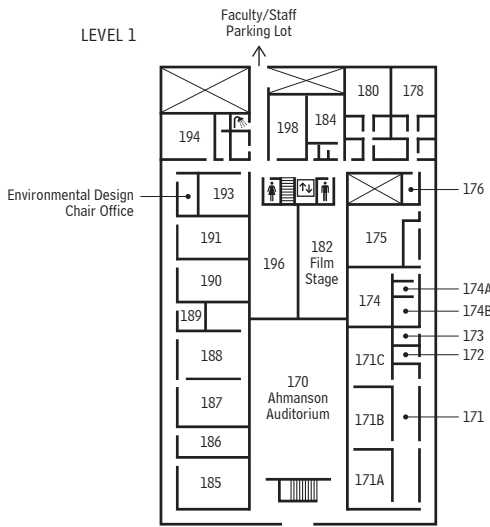 Faculty/Staff
Parking Lot
LEVEL 1
180
178
194
198
184
Environmental Design
Chair Office
193
176
191
196
182
Film
Stage
175
190
174
174A
174B
189
173
172
188
171C
170
Ahmanson
Auditorium
187
171B
171
186
185
171A